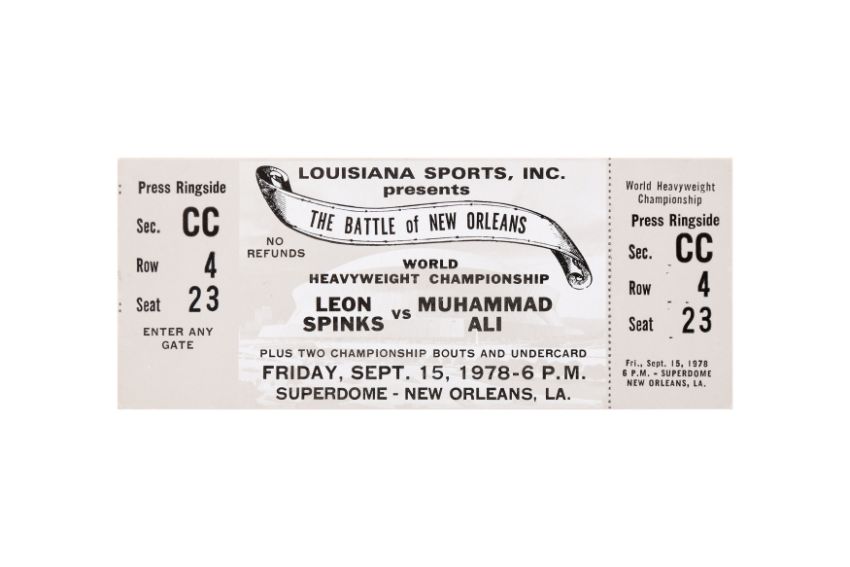 Press Ringside
Sec. CC
Row 4
Seat 23
ENTER ANY
GATE
LOUISIANA SPORTS, INC.
presents
THE BATTLE of NEW ORLEANS
NO
REFUNDS
WORLD
HEAVYWEIGHT CHAMPIONSHIP
LEON
SPINKS
vs
MUHAMMAD
ALI
PLUS TWO CHAMPIONSHIP BOUTS AND UNDERCARD
FRIDAY, SEPT. 15, 1978-6 P.M.
SUPERDOME - NEW ORLEANS, LA.
World Heavyweight
Championship
Press Ringside
Sec. CC
Row 4
Seat 23
Fri., Sept. 15, 1978
6 P.M. - SUPERDOME
NEW ORLEANS, LA.